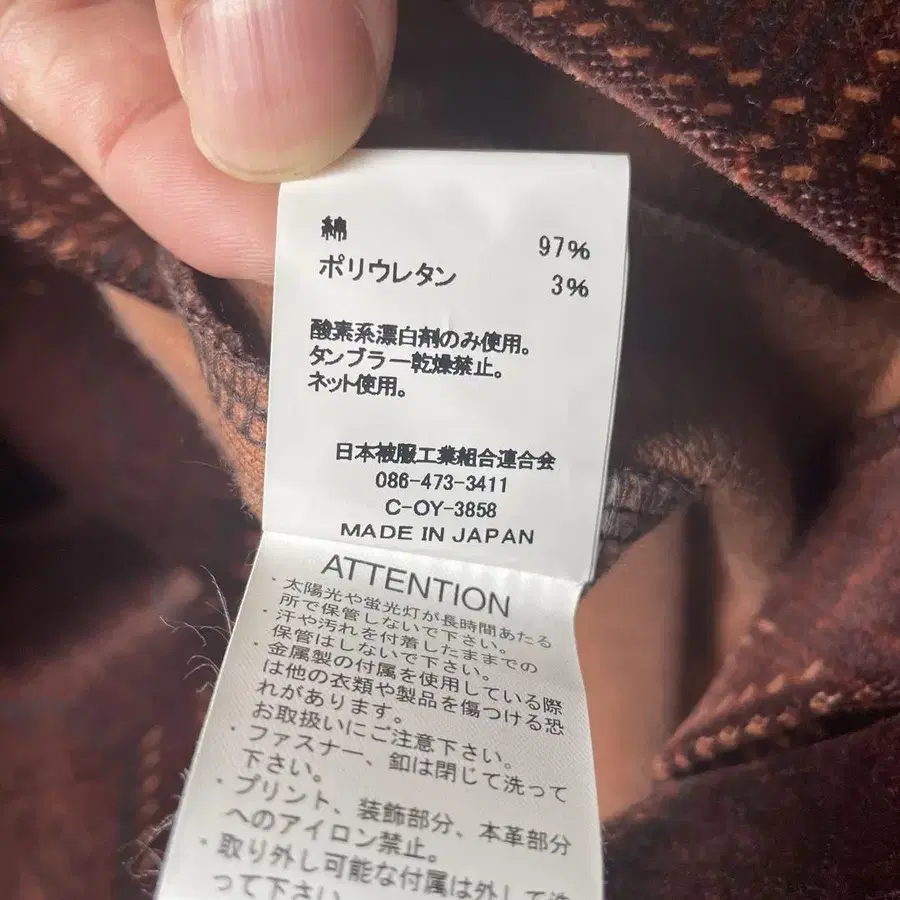 綿 97%
ポリウレタン 3%
酸素系漂白剤のみ使用。
タンブラー乾燥禁止。
ネット使用。
日本被服工業組合連合会
086-473-3411
C-OY-3858
MADE IN JAPAN
ATTENTION
・太陽光や蛍光灯が長時間あたる
所で保管しないで下さい。
・汗や汚れを付着したままでの
保管はしないで下さい。
・金属製の付属を使用している際
は他の衣類や製品を傷つける恐
れがあります。
お取扱いにご注意下さい。
・ファスナー、釦は閉じて洗って
下さい。
・プリント、装飾部分、本革部分
へのアイロン禁止。
・取り外し可能な付属は外して洗
って下さい。